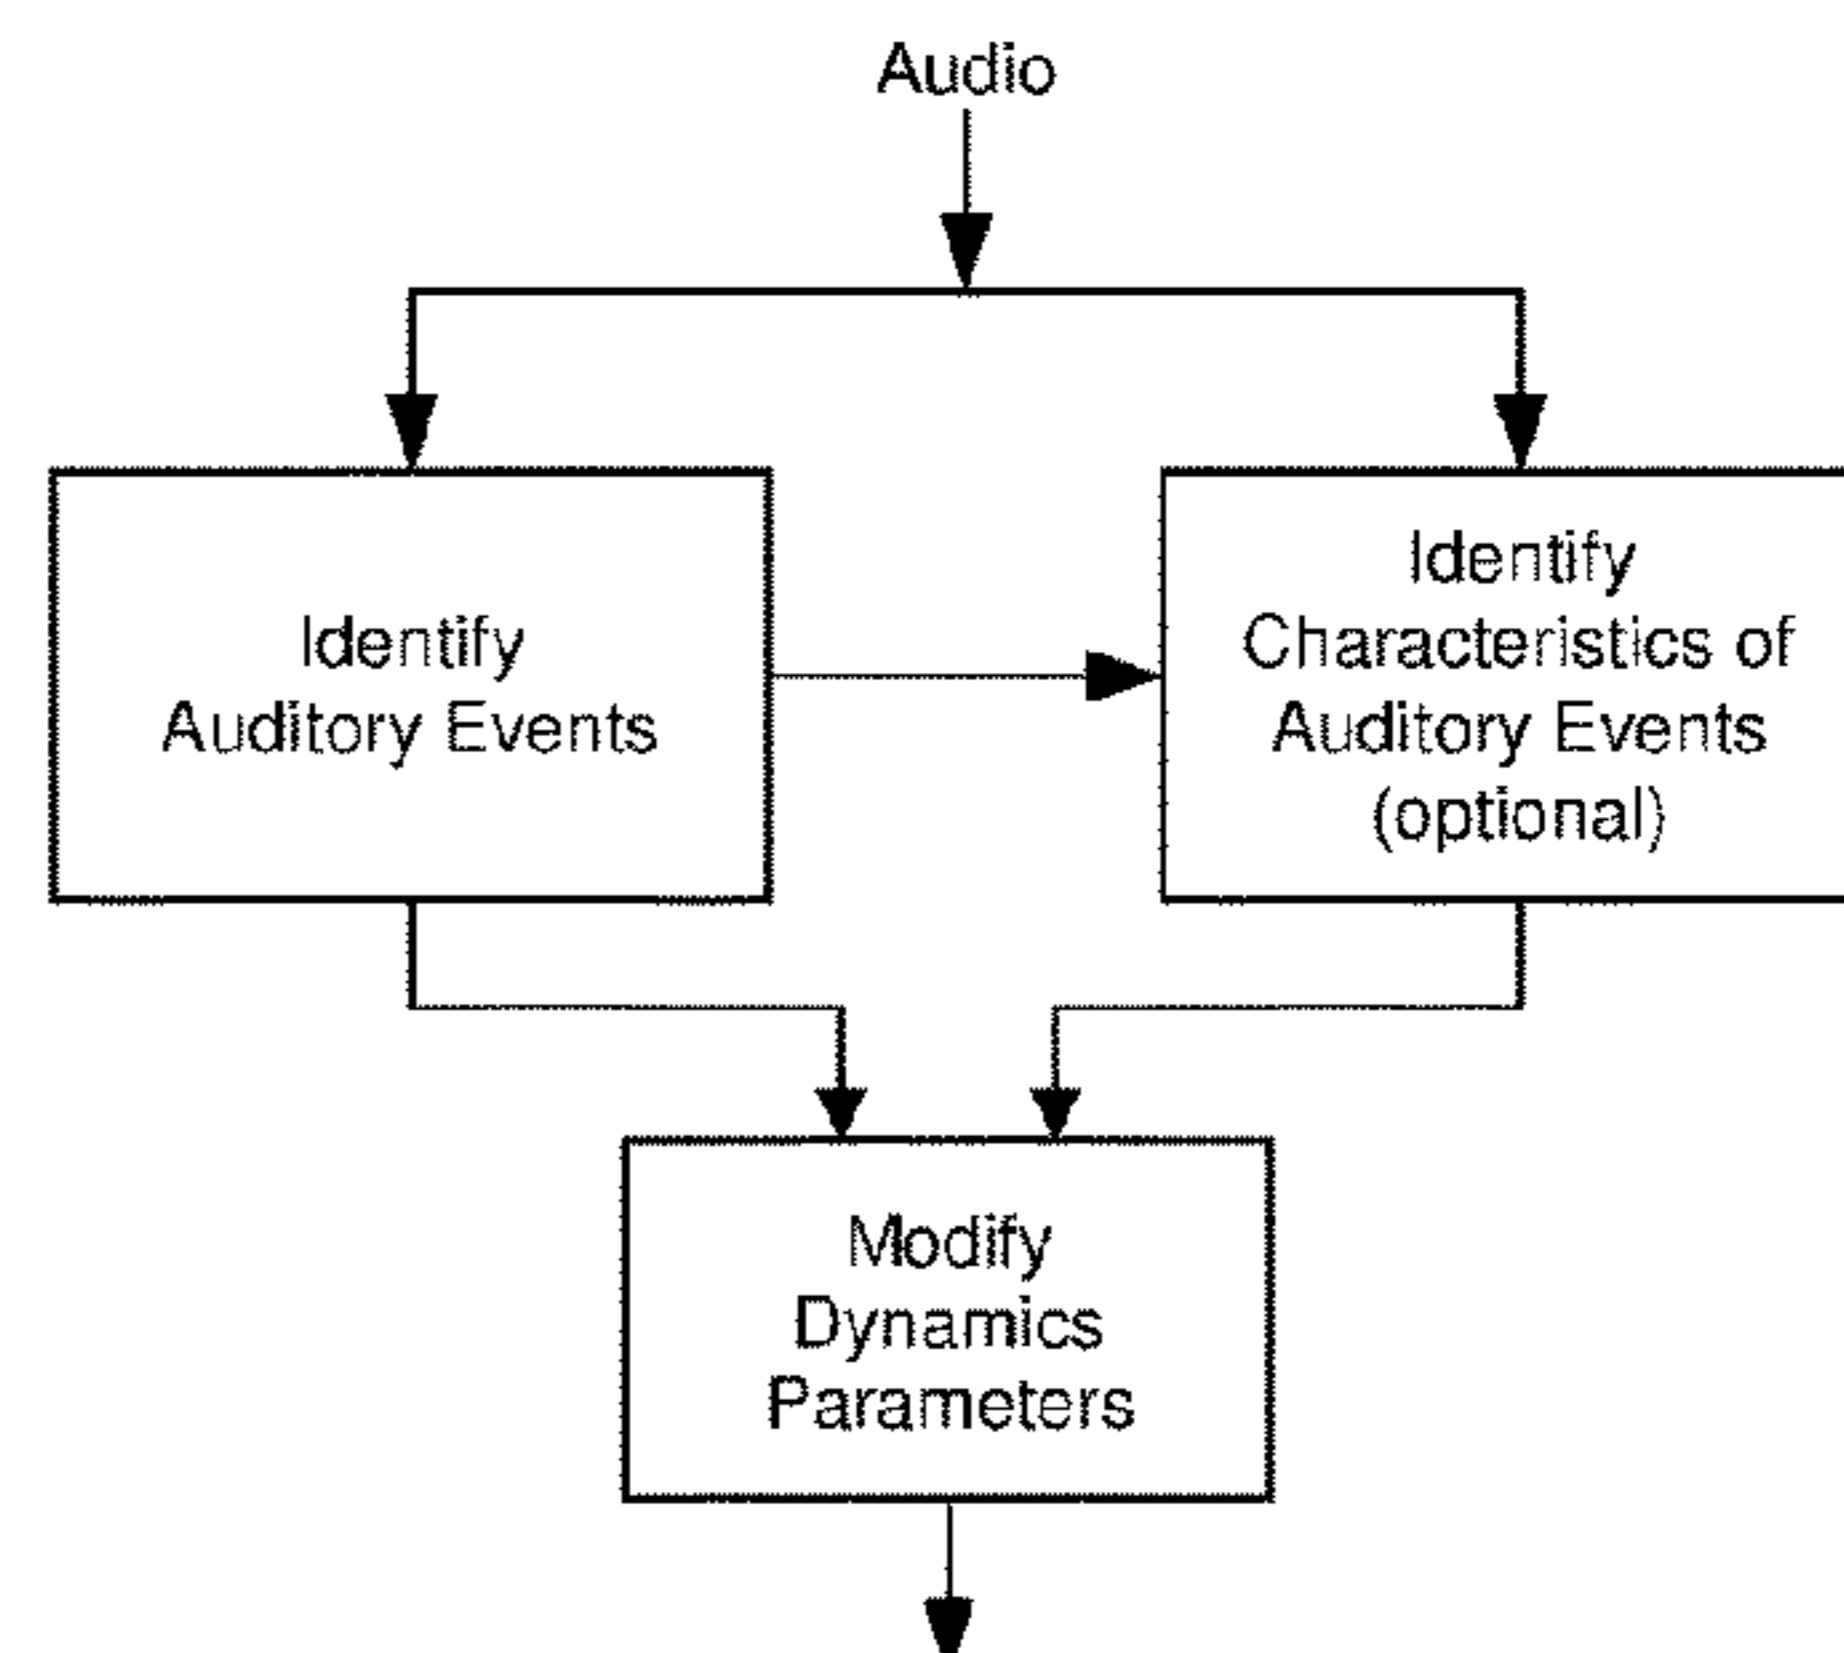 Audio
Identify
Auditory Events
Identify
Characteristics of
Auditory Events
(optional)
Modify
Dynamics
Parameters